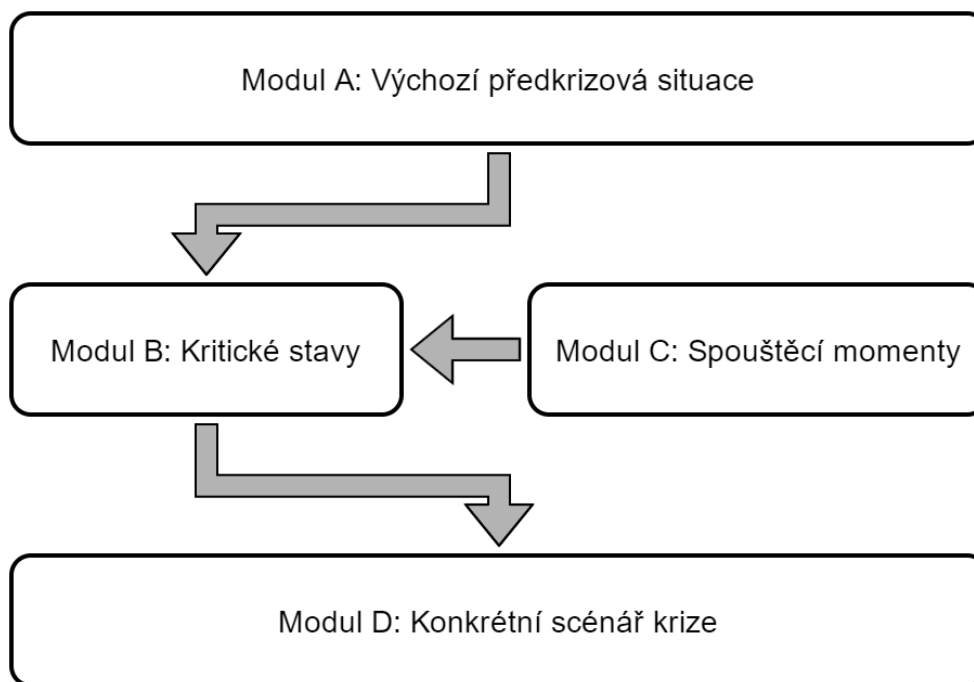 Modul A: Výchozí předkrizová situace
Modul B: Kritické stavy
Modul C: Spouštěcí momenty
Modul D: Konkrétní scénář krize